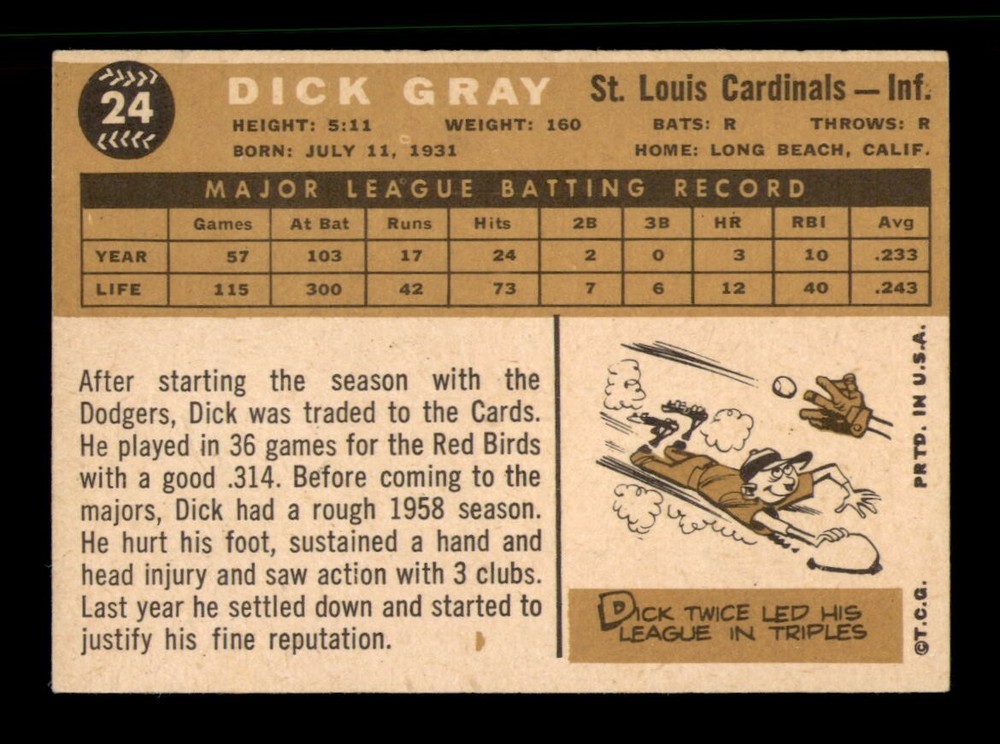 24
DICK GRAY St. Louis Cardinals — Inf.
HEIGHT: 5:11 WEIGHT: 160 BATS: R THROWS: R
BORN: JULY 11, 1931 HOME: LONG BEACH, CALIF.
MAJOR LEAGUE BATTING RECORD
Games At Bat Runs Hits 2B 3B HR RBI Avg
YEAR 57 103 17 24 2 0 3 10 .233
LIFE 115 300 42 73 7 6 12 40 .243
After starting the season with the
Dodgers, Dick was traded to the Cards.
He played in 36 games for the Red Birds
with a good .314. Before coming to the
majors, Dick had a rough 1958 season.
He hurt his foot, sustained a hand and
head injury and saw action with 3 clubs.
Last year he settled down and started to
justify his fine reputation.
DICK TWICE LED HIS
LEAGUE IN TRIPLES
©T.C.G. PRTD. IN U.S.A.